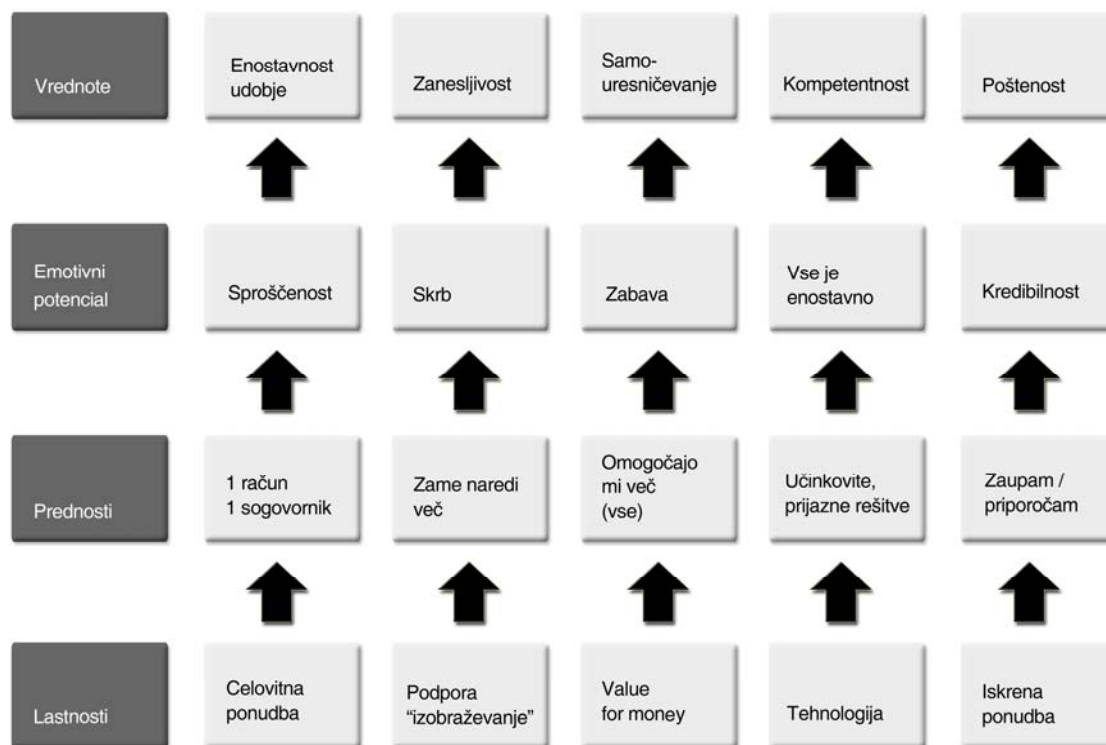 Vrednote
Enostavnost
udobje
Zanesljivost
Samo-
uresničevanje
Kompetentnost
Poštenost
Emotivni
potencial
Sproščenost
Skrb
Zabava
Vse je
enostavno
Kredibilnost
Prednosti
1 račun
1 sogovornik
Zame naredi
več
Omogočajo
mi več
(vse)
Učinkovite,
prijazne rešitve
Zaupam /
priporočam
Lastnosti
Celovitna
ponudba
Podpora
“izobraževanje”
Value
for money
Tehnologija
Iskrena
ponudba